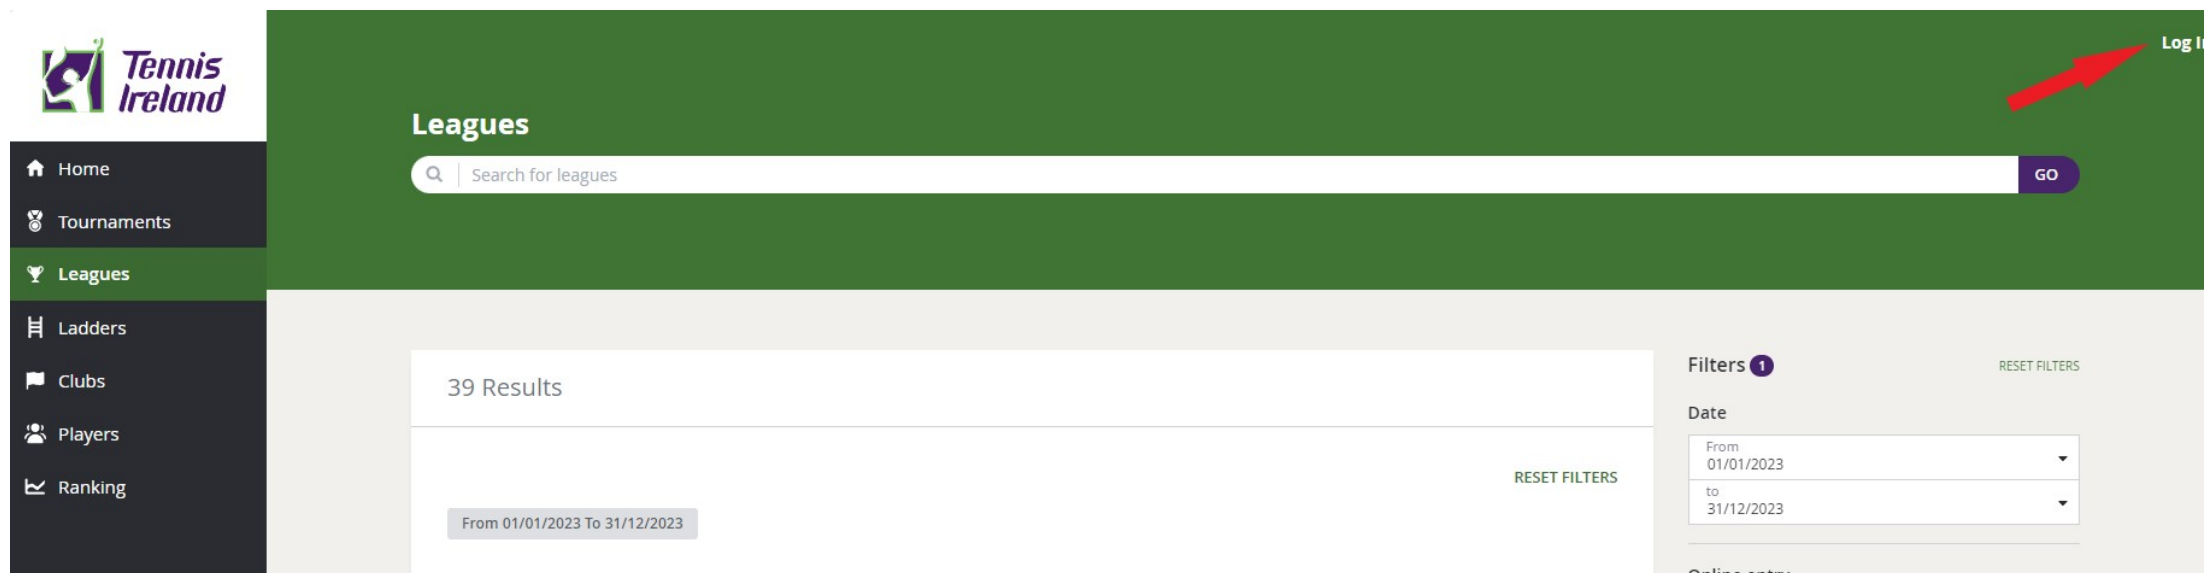 Tennis
Ireland
Home
Tournaments
Leagues
Ladders
Clubs
Players
Ranking
Log I
Leagues
Search for leagues
GO
39 Results
RESET FILTERS
From 01/01/2023 To 31/12/2023
Filters 1
RESET FILTERS
Date
From
01/01/2023
to
31/12/2023